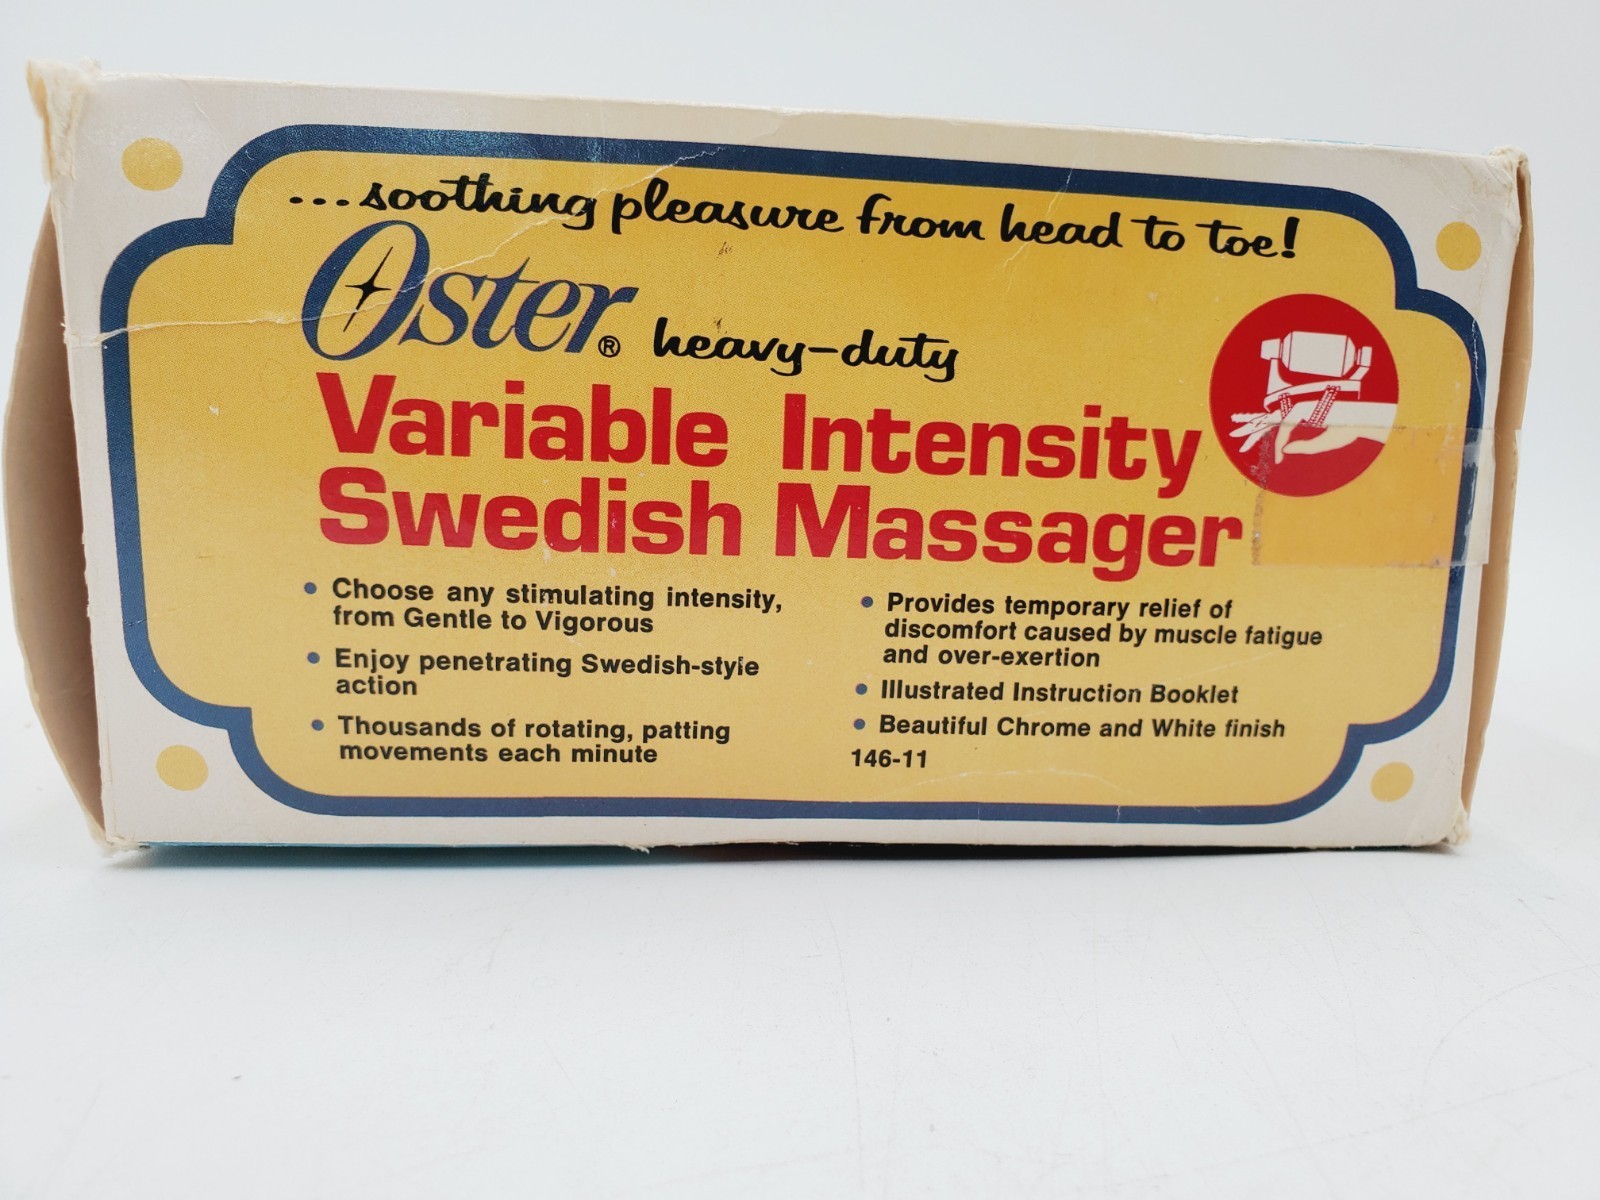 ...soothing pleasure from head to toe!
Oster® heavy-duty
Variable Intensity
Swedish Massager
• Choose any stimulating intensity,
from Gentle to Vigorous
• Enjoy penetrating Swedish-style
action
• Thousands of rotating, patting
movements each minute
• Provides temporary relief of
discomfort caused by muscle fatigue
and over-exertion
• Illustrated Instruction Booklet
• Beautiful Chrome and White finish
146-11